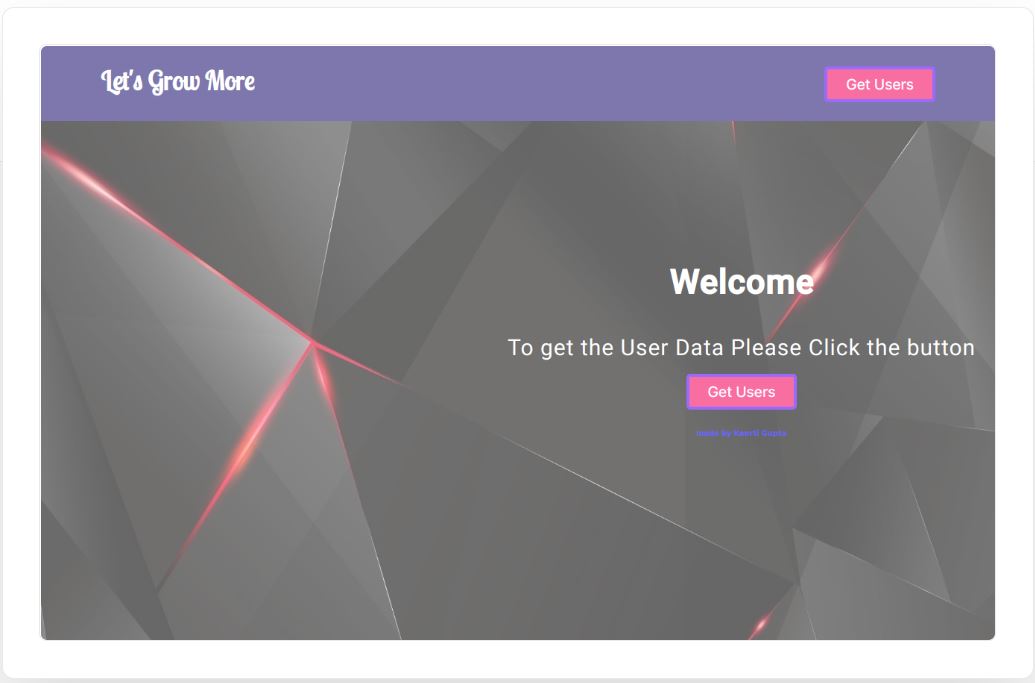 Let's Grow More
Get Users
Welcome
To get the User Data Please Click the button
Get Users
made by Keerti Gupta